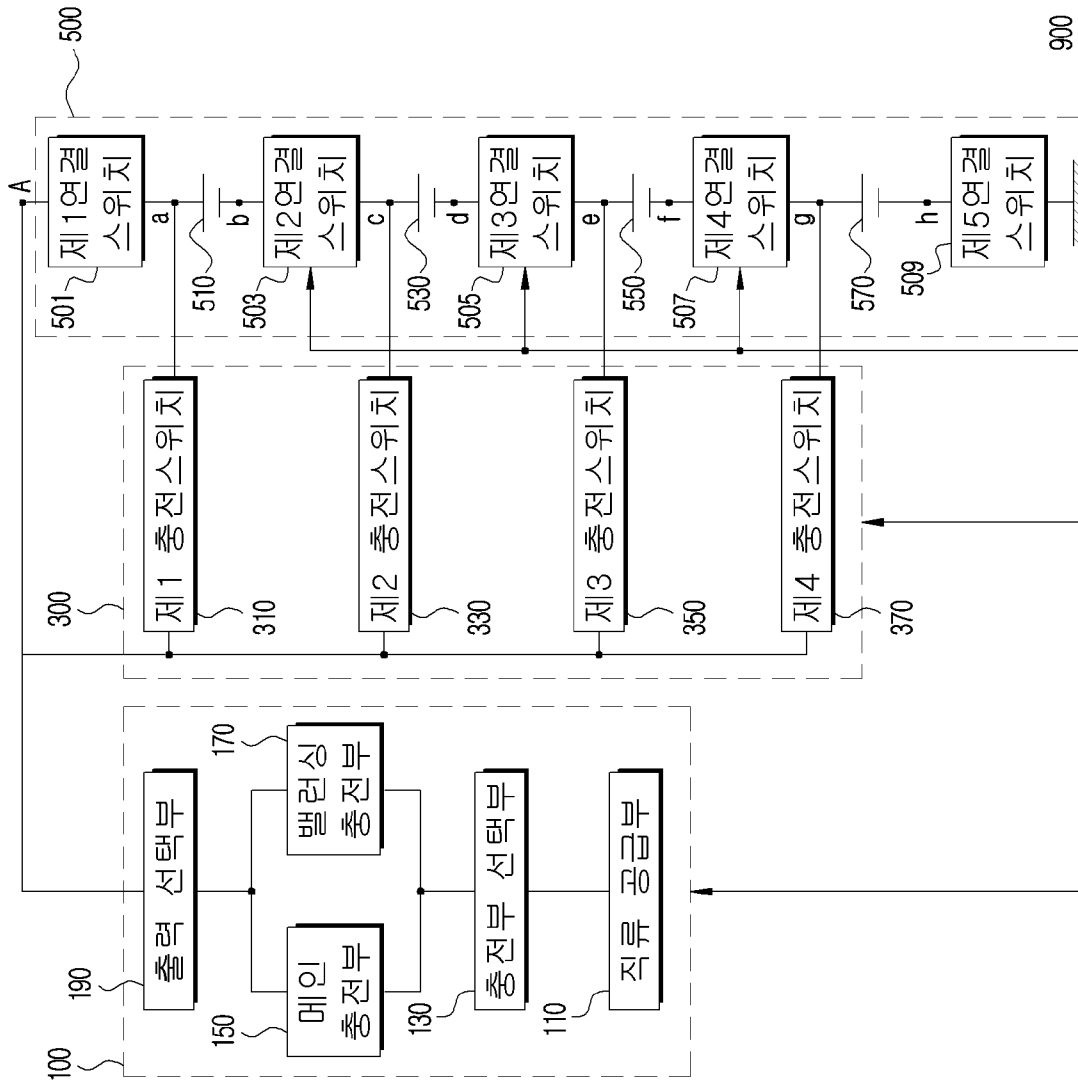 100
190
출력 선택부
150
메인
충전부
170
밸런싱
충전부
130
충전부 선택부
110
직류 공급부
300
제1 충전스위치
310
제2 충전스위치
330
제3 충전스위치
350
제4 충전스위치
370
500
A
제1연결
스위치
501
a
510
b
제2연결
스위치
503
c
530
d
제3연결
스위치
505
e
550
f
제4연결
스위치
507
g
570
h
제5연결
스위치
509
900